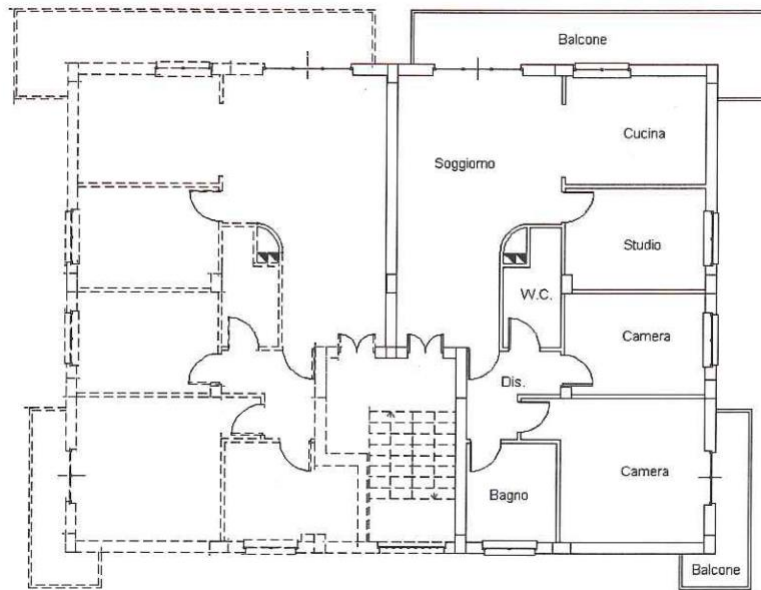 Balcone
Cucina
Soggiorno
Studio
W.C.
Camera
Dis.
Camera
Bagno
Balcone